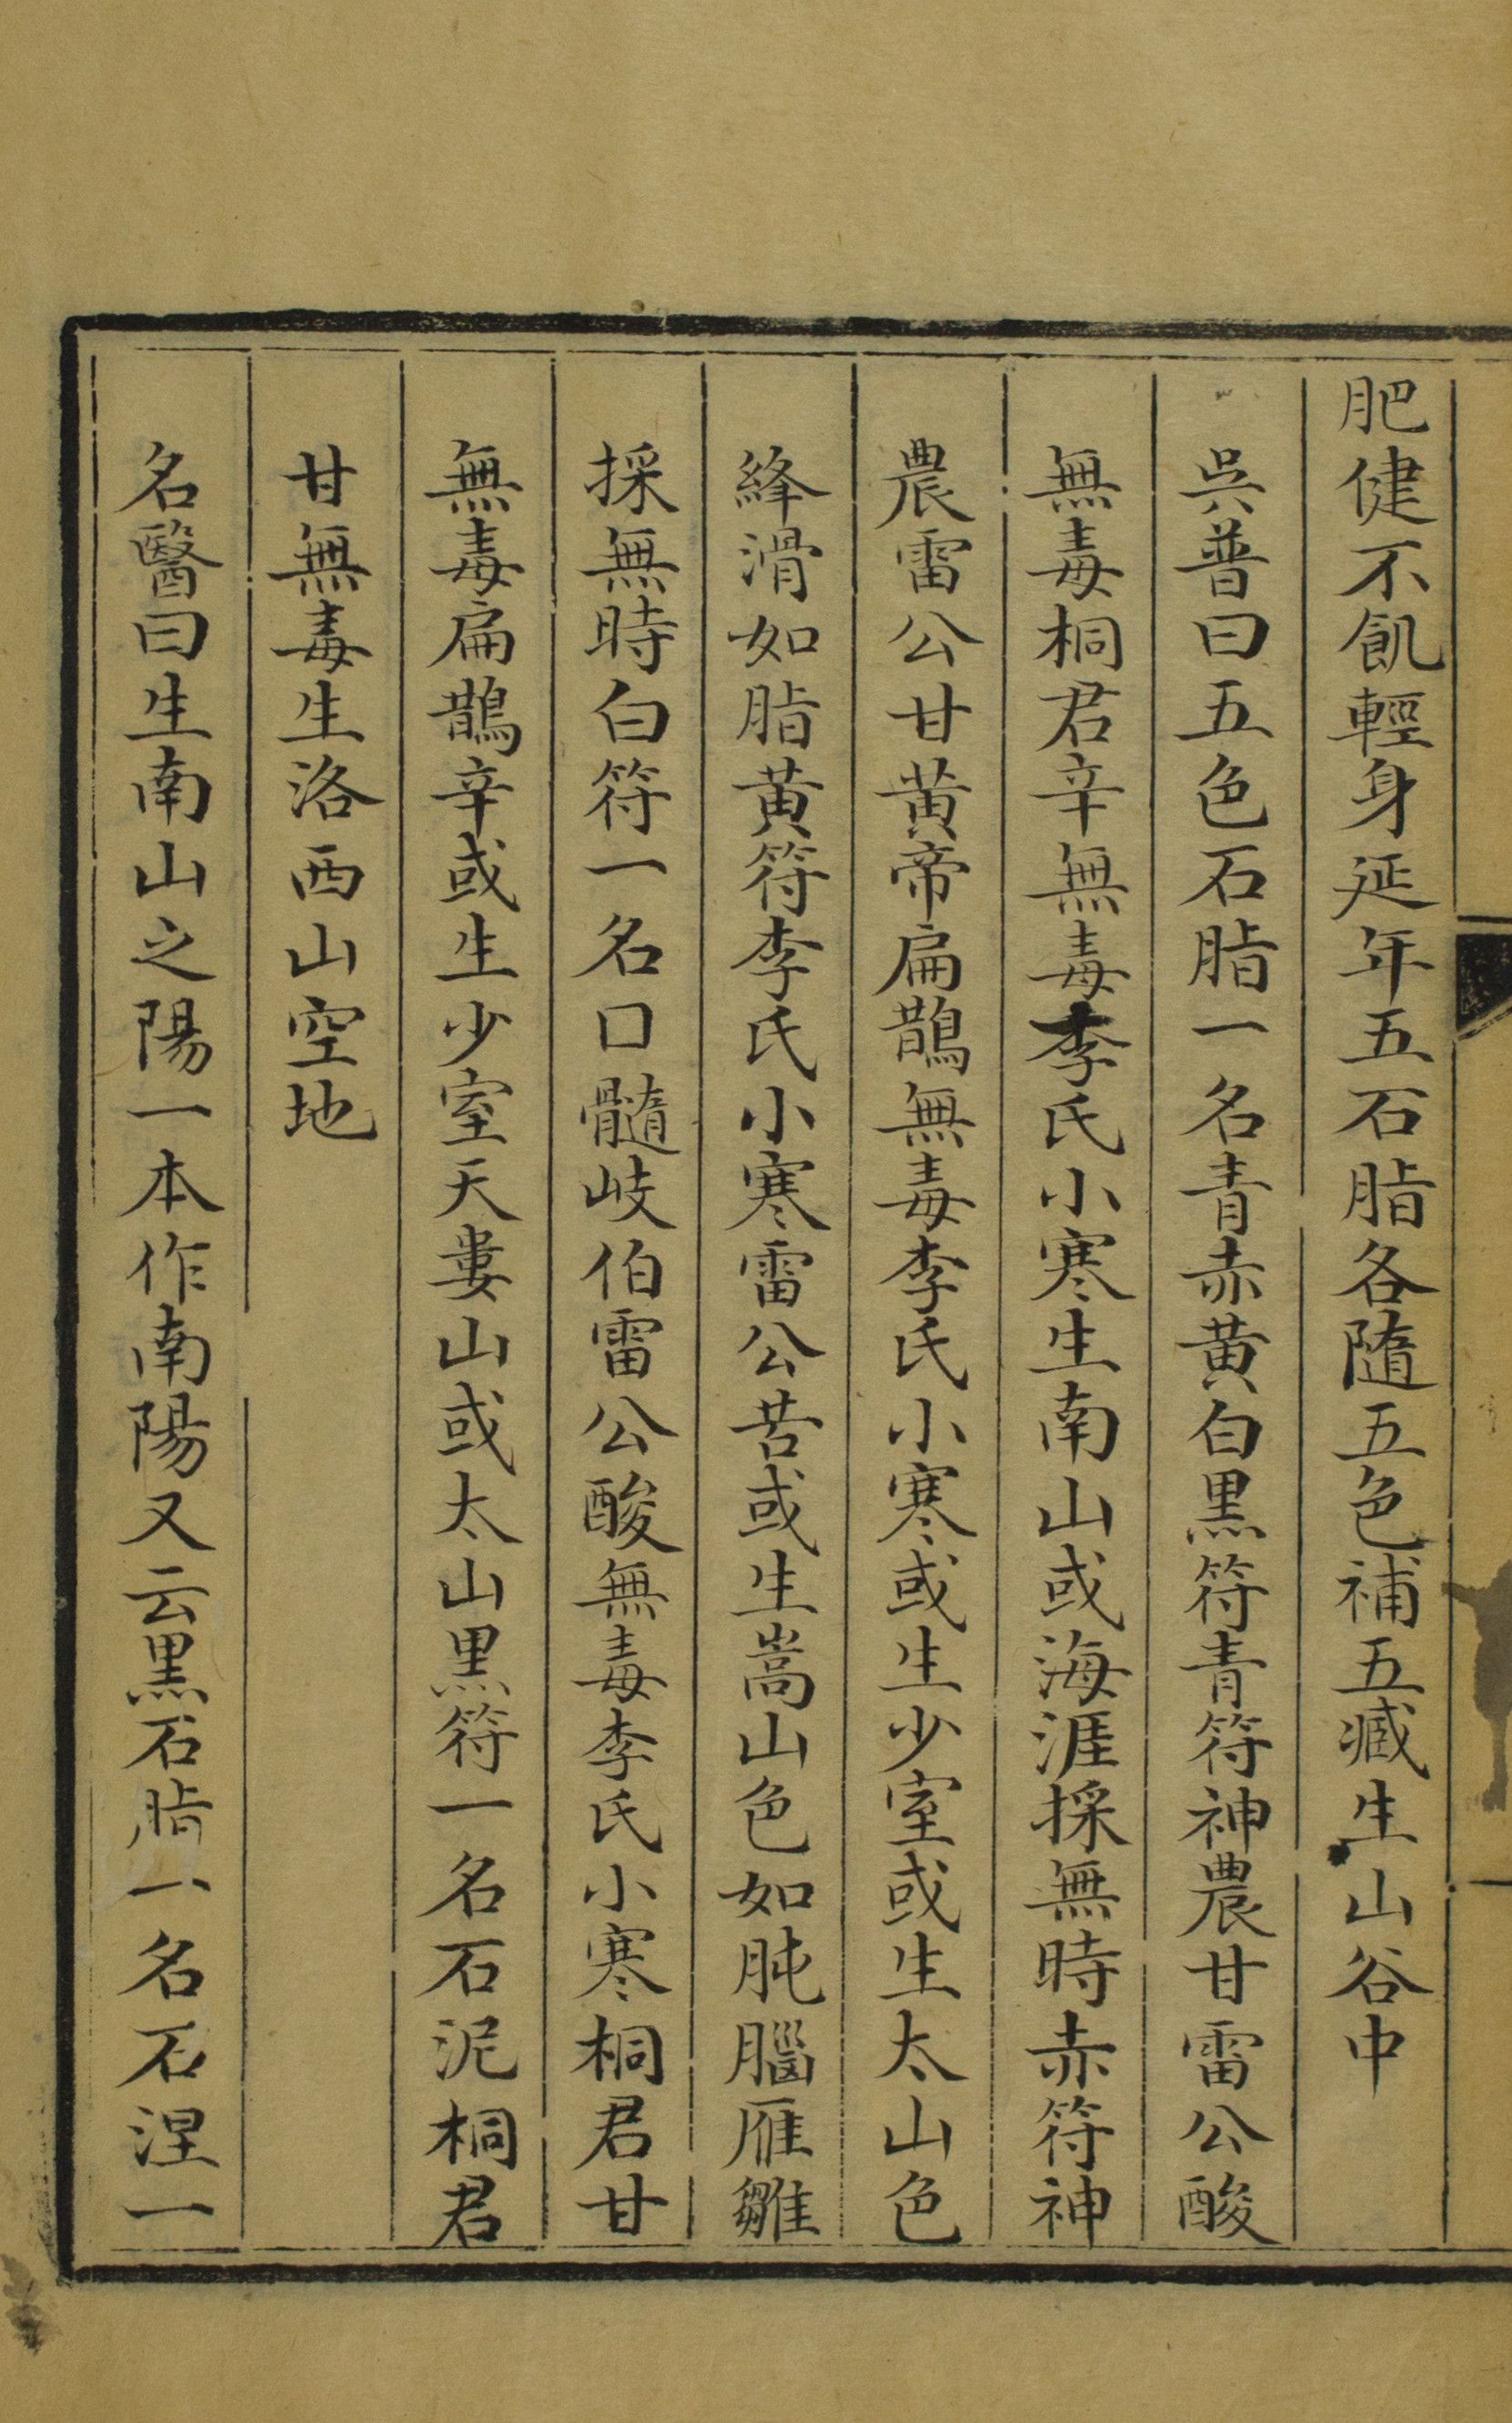 肥健不飢輕身延年五石脂各隨五色補五臧生山谷中
吳普曰五色石脂一名青赤黃白黑符青符神農甘雷公酸
無毒桐君辛無毒李氏小寒生南山或海涯採無時赤符神
農雷公甘黃帝扁鵲無毒李氏小寒或生少室或生太山色
絳滑如脂黃符李氏小寒雷公苦或生嵩山色如肫腦雁雛
採無時白符一名口髓岐伯雷公酸無毒李氏小寒桐君甘
無毒扁鵲辛或生少室天婁山或太山黑符一名石泥桐君
甘無毒生洛西山空地
名醫曰生南山之陽一本作南陽又云黑石脂一名石涅一